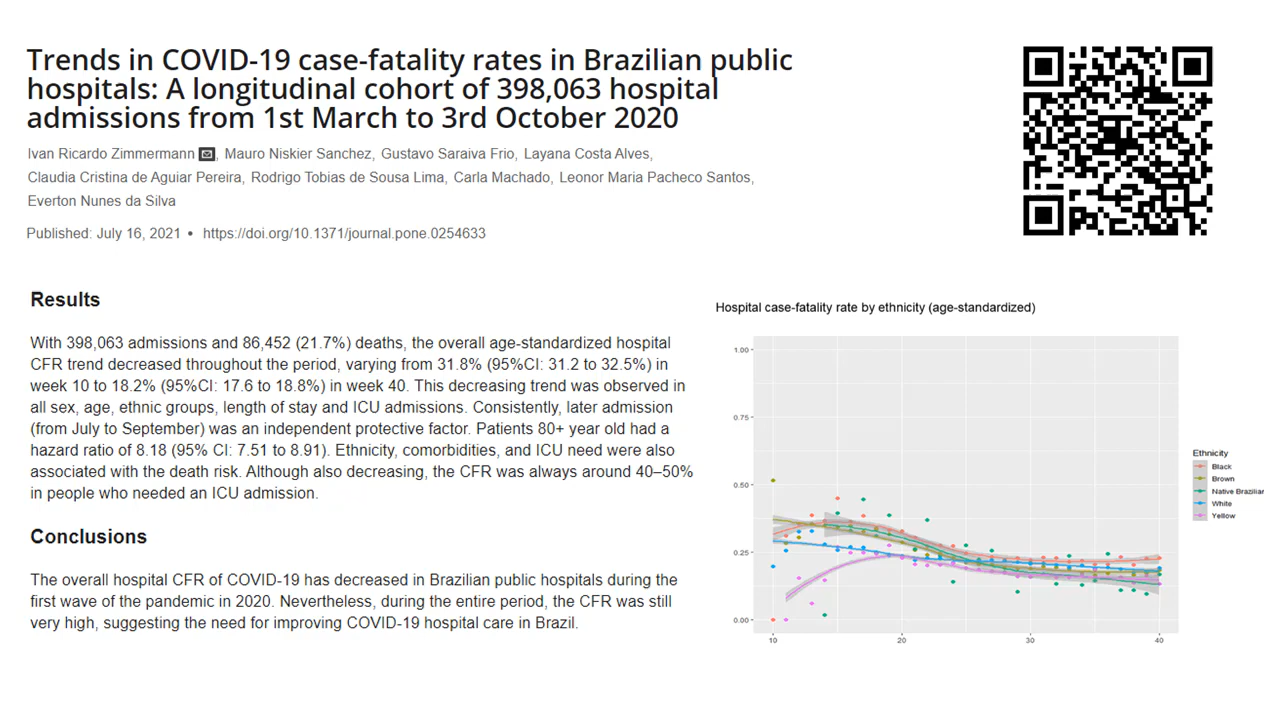 Trends in COVID-19 case-fatality rates in Brazilian public
hospitals: A longitudinal cohort of 398,063 hospital
admissions from 1st March to 3rd October 2020
Ivan Ricardo Zimmermann , Mauro Niskier Sanchez, Gustavo Saraiva Frio, Layana Costa Alves,
Claudia Cristina de Aguiar Pereira, Rodrigo Tobias de Sousa Lima, Carla Machado, Leonor Maria Pacheco Santos,
Everton Nunes da Silva
Published: July 16, 2021 • https://doi.org/10.1371/journal.pone.0254633
Results
With 398,063 admissions and 86,452 (21.7%) deaths, the overall age-standardized hospital
CFR trend decreased throughout the period, varying from 31.8% (95%CI: 31.2 to 32.5%) in
week 10 to 18.2% (95%CI: 17.6 to 18.8%) in week 40. This decreasing trend was observed in
all sex, age, ethnic groups, length of stay and ICU admissions. Consistently, later admission
(from July to September) was an independent protective factor. Patients 80+ year old had a
hazard ratio of 8.18 (95% CI: 7.51 to 8.91). Ethnicity, comorbidities, and ICU need were also
associated with the death risk. Although also decreasing, the CFR was always around 40–50%
in people who needed an ICU admission.
Conclusions
The overall hospital CFR of COVID-19 has decreased in Brazilian public hospitals during the
first wave of the pandemic in 2020. Nevertheless, during the entire period, the CFR was still
very high, suggesting the need for improving COVID-19 hospital care in Brazil.
Hospital case-fatality rate by ethnicity (age-standardized)
1.00
0.75
0.50
0.25
0.00
10 20 30 40
Ethnicity
Black
Brown
Native Brazilian
White
Yellow